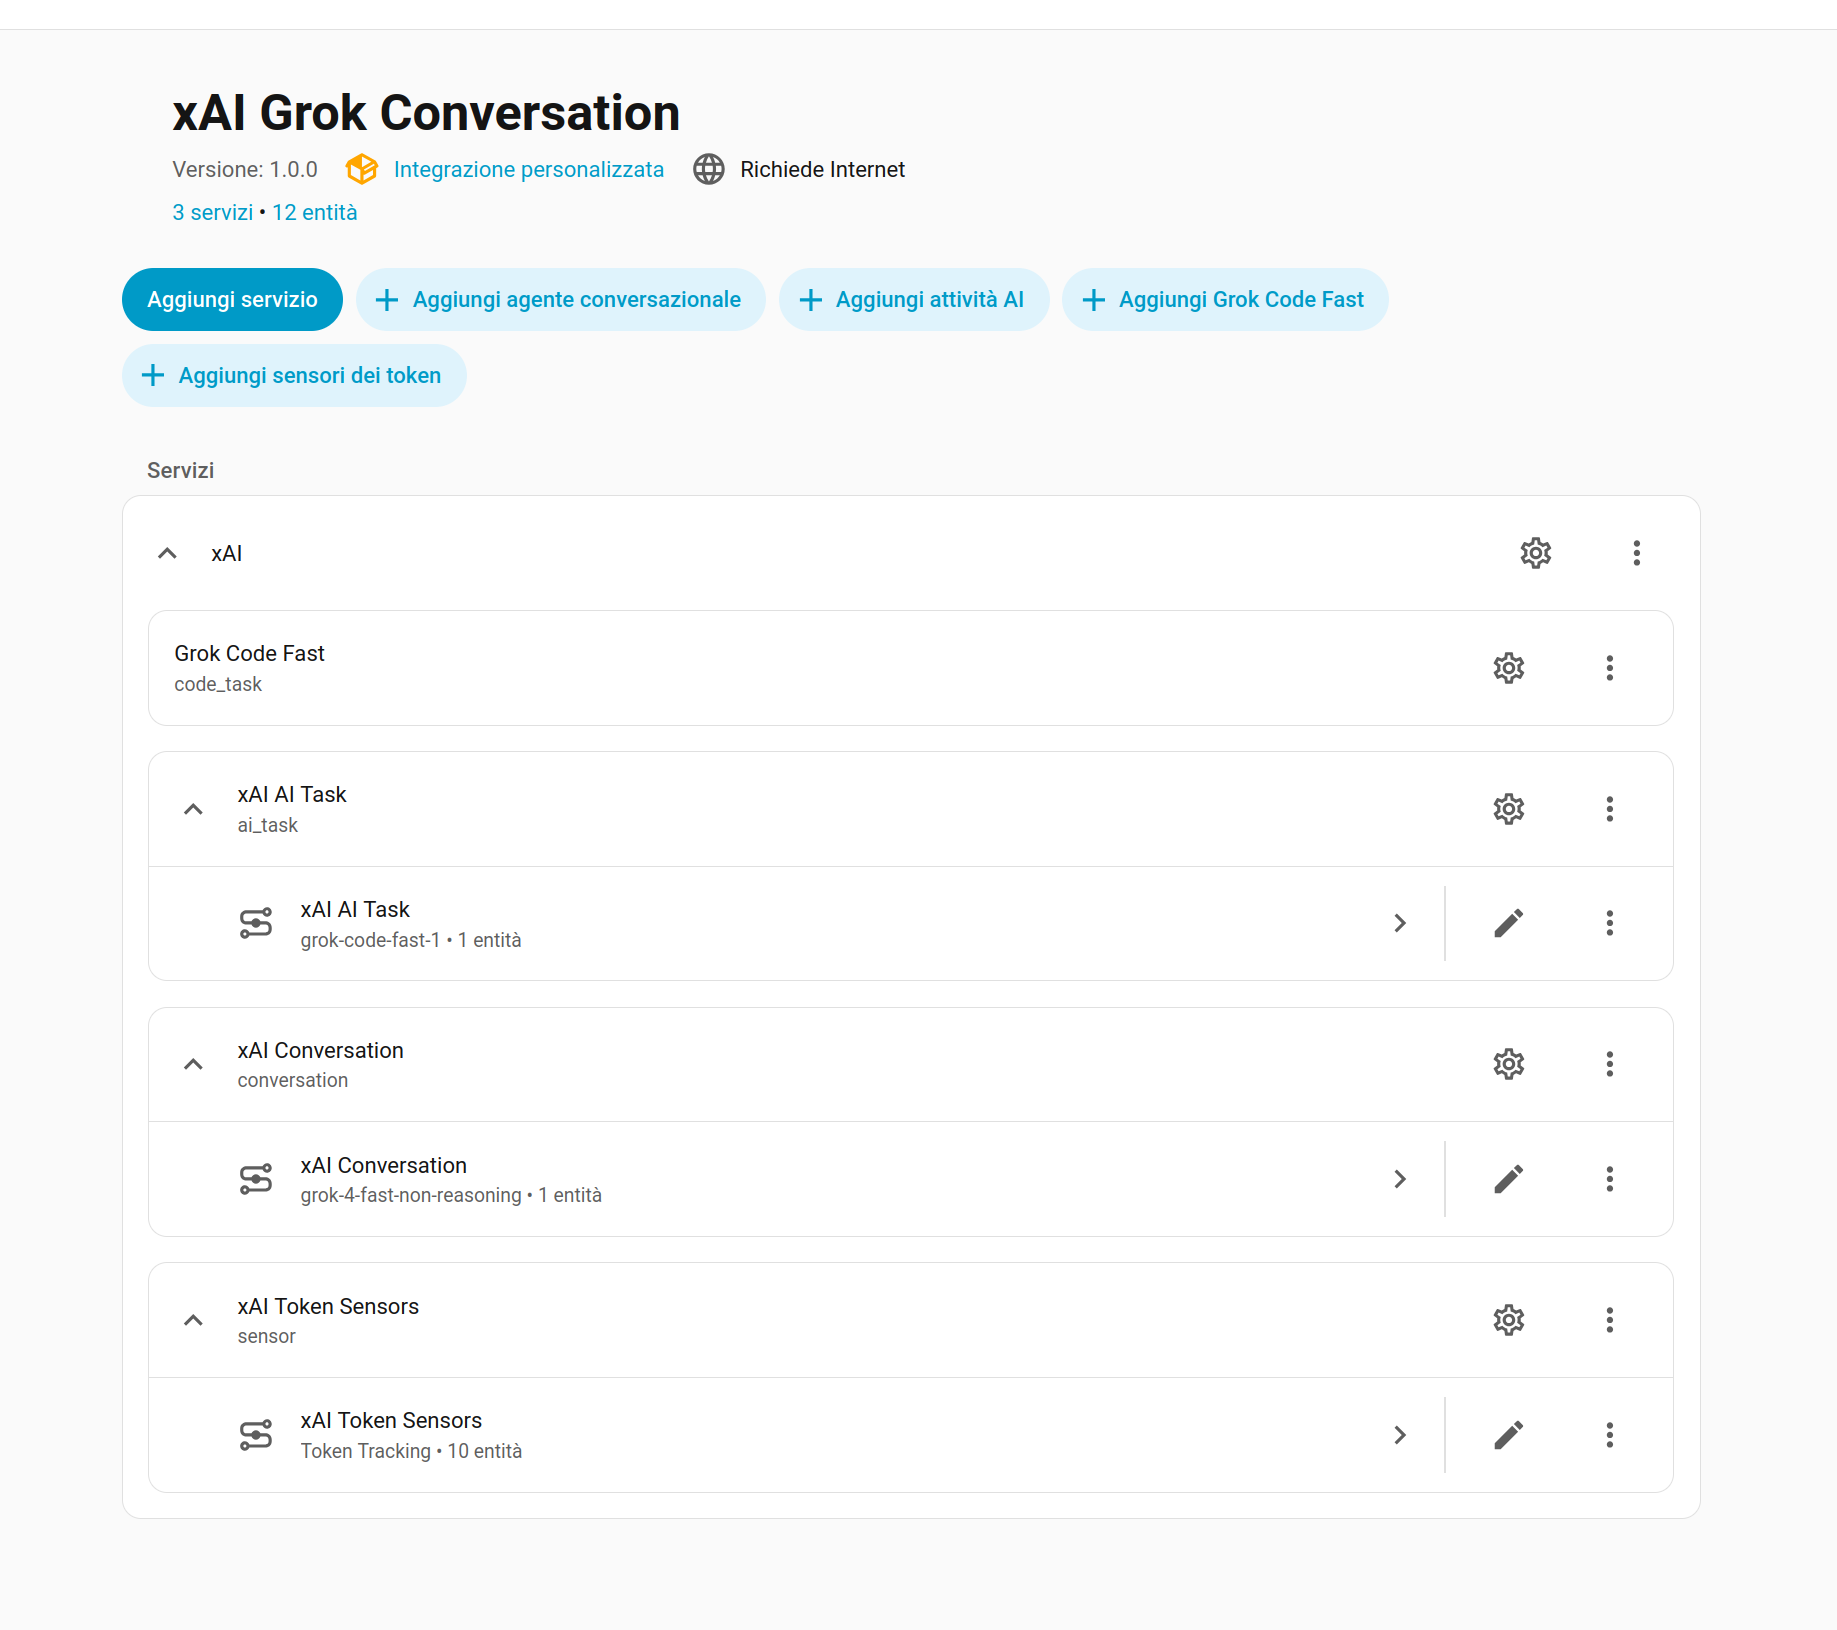 xAI Grok Conversation
Versione: 1.0.0 Integrazione personalizzata Richiede Internet
3 servizi • 12 entità
Aggiungi servizio + Aggiungi agente conversazionale + Aggiungi attività AI + Aggiungi Grok Code Fast
+ Aggiungi sensori dei token
Servizi
xAI
Grok Code Fast
code_task
xAI AI Task
ai_task
xAI AI Task
grok-code-fast-1 • 1 entità
xAI Conversation
conversation
xAI Conversation
grok-4-fast-non-reasoning • 1 entità
xAI Token Sensors
sensor
xAI Token Sensors
Token Tracking • 10 entità